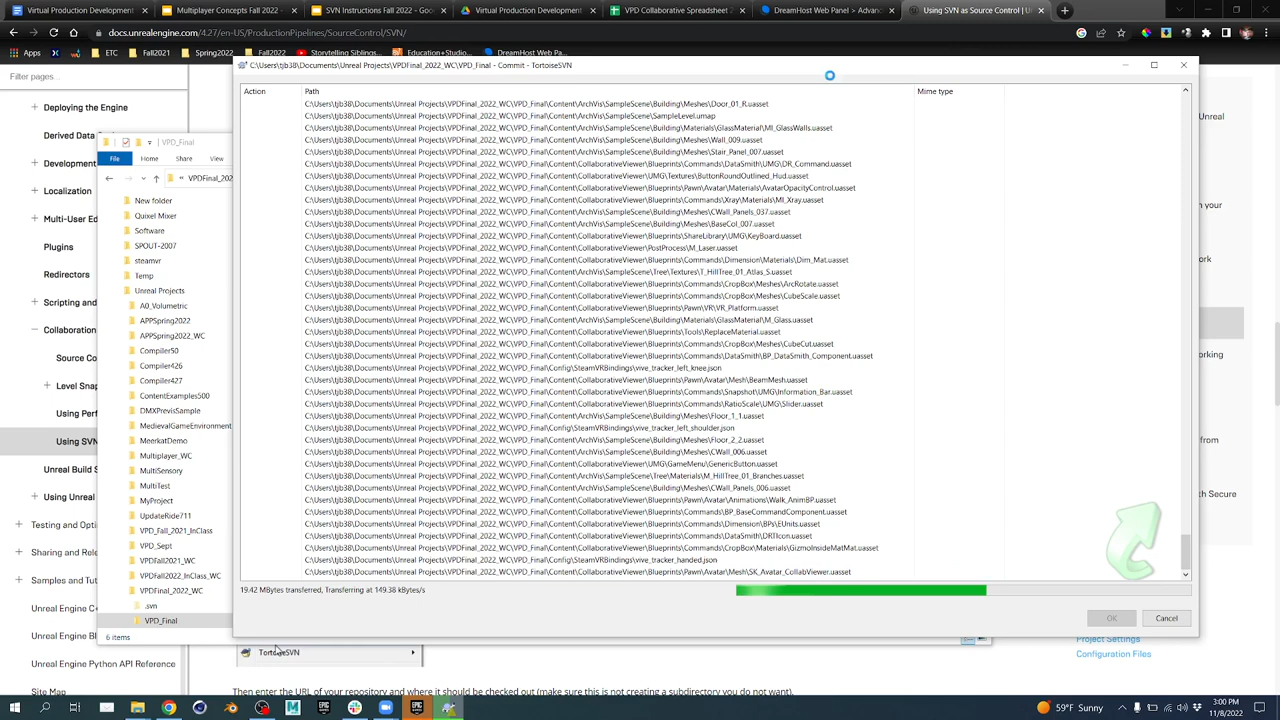 Virtual Production Development
Multiplayer Concepts Fall 2022 -
SVN Instructions Fall 2022 - Goo
Virtual Production Development
VPD Collaborative Spreadsheet
DreamHost Web Panel > Advanced
Using SVN as Source Control | U
docs.unrealengine.com/4.27/en-US/ProductionPipelines/SourceControl/SVN/
Apps
ETC
Fall2021
Spring2022
Fall2022
Storytelling Siblings...
Education+Studio...
DreamHost Web Pa...
Filter pages...
C:\Users\tjb38\Documents\Unreal Projects\VPDFinal_2022_WC\VPD_Final - Commit - TortoiseSVN
Action
Path
Mime type
C:\Users\tjb38\Documents\Unreal Projects\VPDFinal_2022_WC\VPD_Final\Content\ArchVis\SampleScene\Building\Meshes\Door_01_R.uasset
C:\Users\tjb38\Documents\Unreal Projects\VPDFinal_2022_WC\VPD_Final\Content\ArchVis\SampleScene\SampleLevel.umap
C:\Users\tjb38\Documents\Unreal Projects\VPDFinal_2022_WC\VPD_Final\Content\ArchVis\SampleScene\Building\Materials\GlassMaterial\MI_GlassWalls.uasset
C:\Users\tjb38\Documents\Unreal Projects\VPDFinal_2022_WC\VPD_Final\Content\ArchVis\SampleScene\Building\Meshes\Wall_009.uasset
C:\Users\tjb38\Documents\Unreal Projects\VPDFinal_2022_WC\VPD_Final\Content\ArchVis\SampleScene\Building\Meshes\Stair_Panel_007.uasset
C:\Users\tjb38\Documents\Unreal Projects\VPDFinal_2022_WC\VPD_Final\Content\CollaborativeViewer\Blueprints\Commands\DataSmith\UMG\DR_Command.uasset
C:\Users\tjb38\Documents\Unreal Projects\VPDFinal_2022_WC\VPD_Final\Content\CollaborativeViewer\UMG\Textures\ButtonRoundOutlined_Hud.uasset
C:\Users\tjb38\Documents\Unreal Projects\VPDFinal_2022_WC\VPD_Final\Content\CollaborativeViewer\Blueprints\Pawn\Avatar\Materials\AvatarOpacityControl.uasset
C:\Users\tjb38\Documents\Unreal Projects\VPDFinal_2022_WC\VPD_Final\Content\CollaborativeViewer\Blueprints\Commands\Xray\Materials\MI_Xray.uasset
C:\Users\tjb38\Documents\Unreal Projects\VPDFinal_2022_WC\VPD_Final\Content\ArchVis\SampleScene\Building\Meshes\CWall_Panels_037.uasset
C:\Users\tjb38\Documents\Unreal Projects\VPDFinal_2022_WC\VPD_Final\Content\ArchVis\SampleScene\Building\Meshes\BaseCol_007.uasset
C:\Users\tjb38\Documents\Unreal Projects\VPDFinal_2022_WC\VPD_Final\Content\CollaborativeViewer\Blueprints\ShareLibrary\UMG\KeyBoard.uasset
C:\Users\tjb38\Documents\Unreal Projects\VPDFinal_2022_WC\VPD_Final\Content\CollaborativeViewer\PostProcess\M_Laser.uasset
C:\Users\tjb38\Documents\Unreal Projects\VPDFinal_2022_WC\VPD_Final\Content\CollaborativeViewer\Blueprints\Commands\Dimension\Materials\Dim_Mat.uasset
C:\Users\tjb38\Documents\Unreal Projects\VPDFinal_2022_WC\VPD_Final\Content\ArchVis\SampleScene\Tree\Textures\T_HillTree_01_Atlas_S.uasset
C:\Users\tjb38\Documents\Unreal Projects\VPDFinal_2022_WC\VPD_Final\Content\CollaborativeViewer\Blueprints\Commands\CropBox\Meshes\ArcRotate.uasset
C:\Users\tjb38\Documents\Unreal Projects\VPDFinal_2022_WC\VPD_Final\Content\CollaborativeViewer\Blueprints\Commands\CropBox\Meshes\CubeScale.uasset
C:\Users\tjb38\Documents\Unreal Projects\VPDFinal_2022_WC\VPD_Final\Content\CollaborativeViewer\Blueprints\Pawn\VR\VR_Platform.uasset
C:\Users\tjb38\Documents\Unreal Projects\VPDFinal_2022_WC\VPD_Final\Content\ArchVis\SampleScene\Building\Materials\GlassMaterial\M_Glass.uasset
C:\Users\tjb38\Documents\Unreal Projects\VPDFinal_2022_WC\VPD_Final\Content\CollaborativeViewer\Blueprints\Tools\ReplaceMaterial.uasset
C:\Users\tjb38\Documents\Unreal Projects\VPDFinal_2022_WC\VPD_Final\Content\CollaborativeViewer\Blueprints\Commands\CropBox\Meshes\CubeCut.uasset
C:\Users\tjb38\Documents\Unreal Projects\VPDFinal_2022_WC\VPD_Final\Content\CollaborativeViewer\Blueprints\Commands\DataSmith\BP_DataSmith_Component.uasset
C:\Users\tjb38\Documents\Unreal Projects\VPDFinal_2022_WC\VPD_Final\Config\SteamVRBindings\vive_tracker_left_knee.json
C:\Users\tjb38\Documents\Unreal Projects\VPDFinal_2022_WC\VPD_Final\Content\CollaborativeViewer\Blueprints\Pawn\Avatar\Mesh\BeamMesh.uasset
C:\Users\tjb38\Documents\Unreal Projects\VPDFinal_2022_WC\VPD_Final\Content\CollaborativeViewer\Blueprints\Commands\Snapshot\UMG\Information_Bar.uasset
C:\Users\tjb38\Documents\Unreal Projects\VPDFinal_2022_WC\VPD_Final\Content\CollaborativeViewer\Blueprints\Commands\RatioScale\UMG\Slider.uasset
C:\Users\tjb38\Documents\Unreal Projects\VPDFinal_2022_WC\VPD_Final\Content\ArchVis\SampleScene\Building\Meshes\Floor_1_1.uasset
C:\Users\tjb38\Documents\Unreal Projects\VPDFinal_2022_WC\VPD_Final\Config\SteamVRBindings\vive_tracker_left_shoulder.json
C:\Users\tjb38\Documents\Unreal Projects\VPDFinal_2022_WC\VPD_Final\Content\ArchVis\SampleScene\Building\Meshes\Floor_2_2.uasset
C:\Users\tjb38\Documents\Unreal Projects\VPDFinal_2022_WC\VPD_Final\Content\ArchVis\SampleScene\Building\Meshes\CWall_006.uasset
C:\Users\tjb38\Documents\Unreal Projects\VPDFinal_2022_WC\VPD_Final\Content\CollaborativeViewer\UMG\GameMenu\GenericButton.uasset
C:\Users\tjb38\Documents\Unreal Projects\VPDFinal_2022_WC\VPD_Final\Content\ArchVis\SampleScene\Tree\Materials\M_HillTree_01_Branches.uasset
C:\Users\tjb38\Documents\Unreal Projects\VPDFinal_2022_WC\VPD_Final\Content\ArchVis\SampleScene\Building\Meshes\CWall_Panels_006.uasset
C:\Users\tjb38\Documents\Unreal Projects\VPDFinal_2022_WC\VPD_Final\Content\CollaborativeViewer\Blueprints\Pawn\Avatar\Animations\Walk_AnimBP.uasset
C:\Users\tjb38\Documents\Unreal Projects\VPDFinal_2022_WC\VPD_Final\Content\CollaborativeViewer\Blueprints\Commands\BP_BaseCommandComponent.uasset
C:\Users\tjb38\Documents\Unreal Projects\VPDFinal_2022_WC\VPD_Final\Content\CollaborativeViewer\Blueprints\Commands\Dimension\BPs\EUnits.uasset
C:\Users\tjb38\Documents\Unreal Projects\VPDFinal_2022_WC\VPD_Final\Content\CollaborativeViewer\Blueprints\Commands\DataSmith\DRTIcon.uasset
C:\Users\tjb38\Documents\Unreal Projects\VPDFinal_2022_WC\VPD_Final\Content\CollaborativeViewer\Blueprints\Commands\CropBox\Materials\GizmoInsideMatMat.uasset
C:\Users\tjb38\Documents\Unreal Projects\VPDFinal_2022_WC\VPD_Final\Config\SteamVRBindings\vive_tracker_handed.json
C:\Users\tjb38\Documents\Unreal Projects\VPDFinal_2022_WC\VPD_Final\Content\CollaborativeViewer\Blueprints\Pawn\Avatar\Mesh\SK_Avatar_CollabViewer.uasset
19.42 MBytes transferred, Transferring at 149.38 kBytes/s
OK
Cancel
Deploying the Engine
Derived Data
Development
Localization
Multi-User Ed
Plugins
Redirectors
Scripting and
Collaboration
Source Co
Level Snap
Using Perf
Using SVN
Unreal Build S
Using Unreal
Testing and Opti
Sharing and Rele
Samples and Tut
Unreal Engine C+
Unreal Engine Bl
Unreal Engine Python API Reference
Site Map
VPD_Final
File
Home
Share
View
VPDFinal_202
New folder
Quixel Mixer
Software
SPOUT-2007
steamvr
Temp
Unreal Projects
A0_Volumetric
APPSpring2022
APPSpring2022_WC
Compiler50
Compiler426
Compiler427
ContentExamples500
DMXPrevisSample
MedievalGameEnvironment
MeerkatDemo
Multiplayer_WC
MultiSensory
MultiTest
MyProject
UpdateRide711
VPD_Fall_2021_InClass
VPD_Sept
VPDFall2021_WC
VPDFall2022_InClass_WC
VPDFinal_2022_WC
.svn
VPD_Final
6 items
TortoiseSVN
Then enter the URL of your repository and where it should be checked out (make sure this is not creating a subdirectory you do not want).
Unreal
your
rk
orking
from
th Secure
Project Settings
Configuration Files
59°F Sunny
3:00 PM
11/8/2022